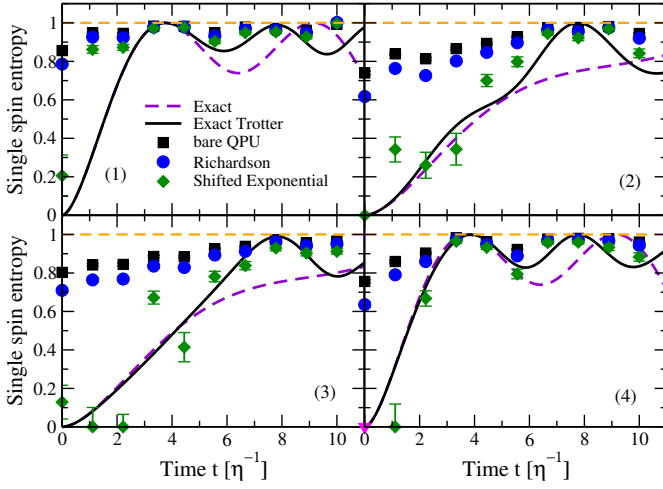 Single spin entropy
1
0.8
0.6
0.4
0.2
0
Exact
Exact Trotter
bare QPU
Richardson
Shifted Exponential
(1)
(2)
Single spin entropy
1
0.8
0.6
0.4
0.2
0
(3)
(4)
0 2 4 6 8 10
0 2 4 6 8 10
Time t [η⁻¹]
Time t [η⁻¹]